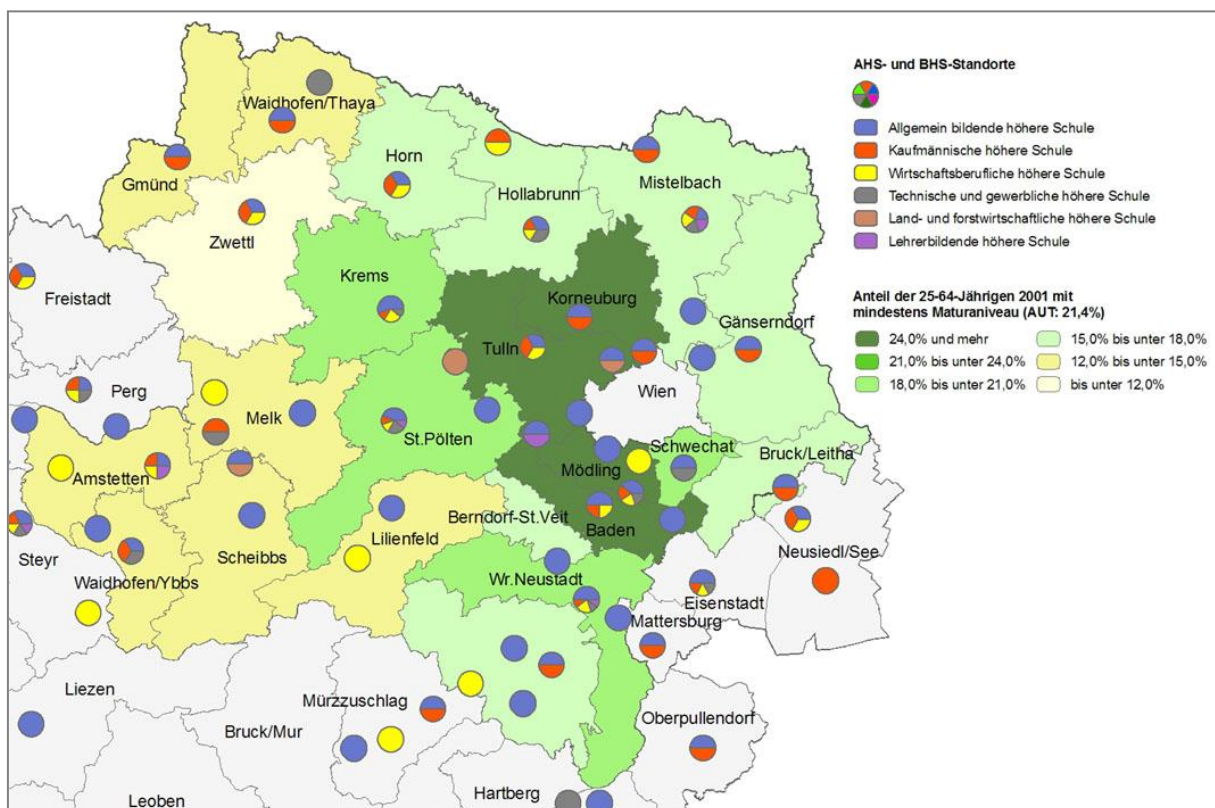 AHS- und BHS-Standorte
Allgemein bildende höhere Schule
Kaufmännische höhere Schule
Wirtschaftsberufliche höhere Schule
Technische und gewerbliche höhere Schule
Land- und forstwirtschaftliche höhere Schule
Lehrerbildende höhere Schule
Anteil der 25-64-Jährigen 2001 mit
mindestens Maturaniveau (AUT: 21,4%)
24,0% und mehr
15,0% bis unter 18,0%
21,0% bis unter 24,0%
12,0% bis unter 15,0%
18,0% bis unter 21,0%
bis unter 12,0%
Waidhofen/Thaya
Horn
Gmünd
Hollabrunn
Mistelbach
Zwettl
Krems
Freistadt
Korneuburg
Gänserndorf
Tulln
Perg
Wien
Melk
St.Pölten
Schwechat
Mödling
Bruck/Leitha
Amstetten
Berndorf-St.Veit
Baden
Lilienfeld
Scheibbs
Neusiedl/See
Steyr
Waidhofen/Ybbs
Wr.Neustadt
Eisenstadt
Mattersburg
Liezen
Mürzzuschlag
Bruck/Mur
Oberpullendorf
Leoben
Hartberg